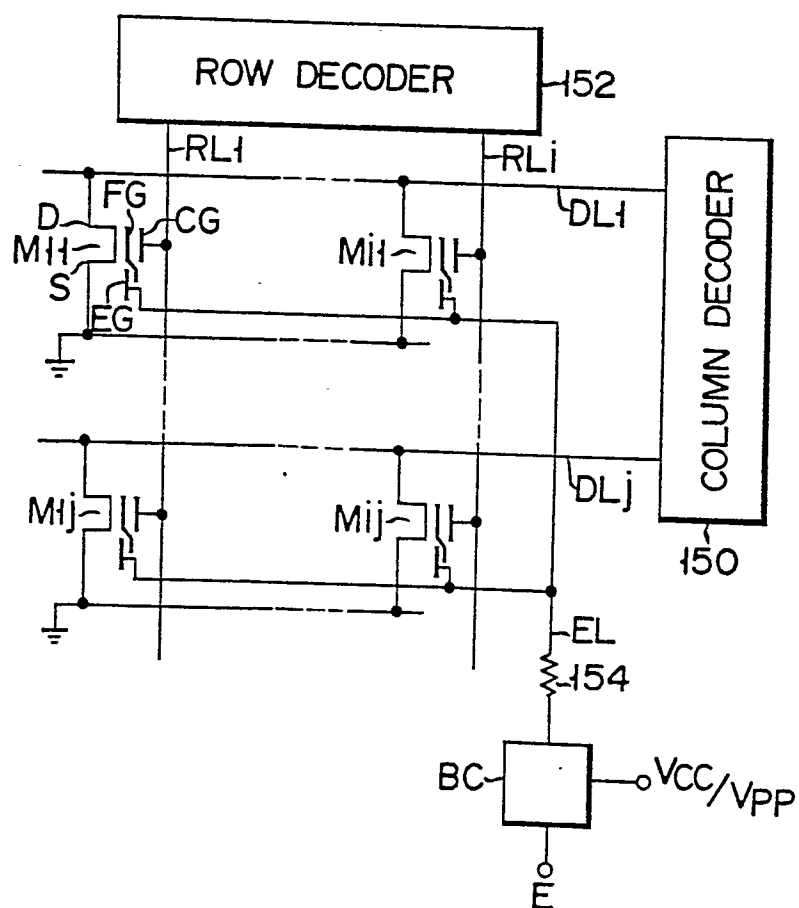 ROW DECODER
152
RL1
RLi
DL1
FG
D
CG
M11
Mi1
S
EG
COLUMN DECODER
DLj
M1j
Mij
150
EL
154
BC
VCC/VPP
E